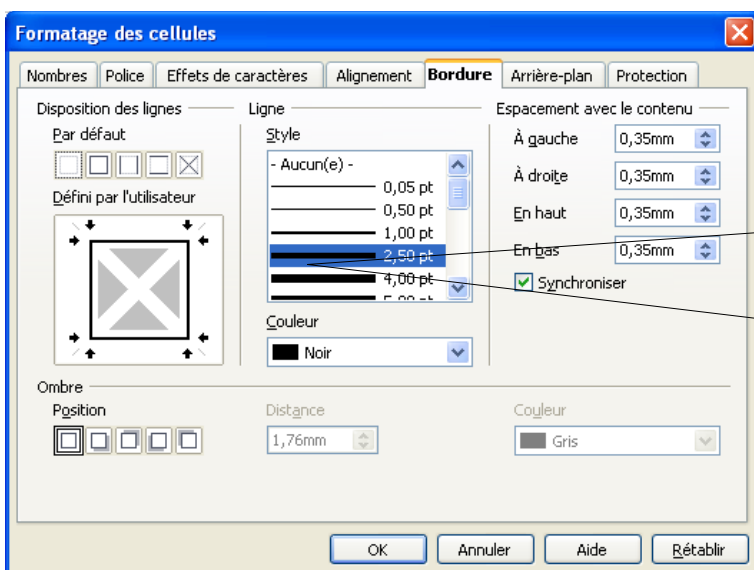 Formatage des cellules
Nombres Police Effets de caractères Alignement Bordure Arrière-plan Protection
Disposition des lignes Ligne Espacement avec le contenu
Par défaut Style À gauche 0,35mm
- Aucun(e) -
0,05 pt À droite 0,35mm
Défini par l'utilisateur 0,50 pt En haut 0,35mm
1,00 pt
2,50 pt En bas 0,35mm
4,00 pt Synchroniser
5,00 pt
Couleur
Noir
Ombre
Position Distance Couleur
1,76mm Gris
OK Annuler Aide Rétablir